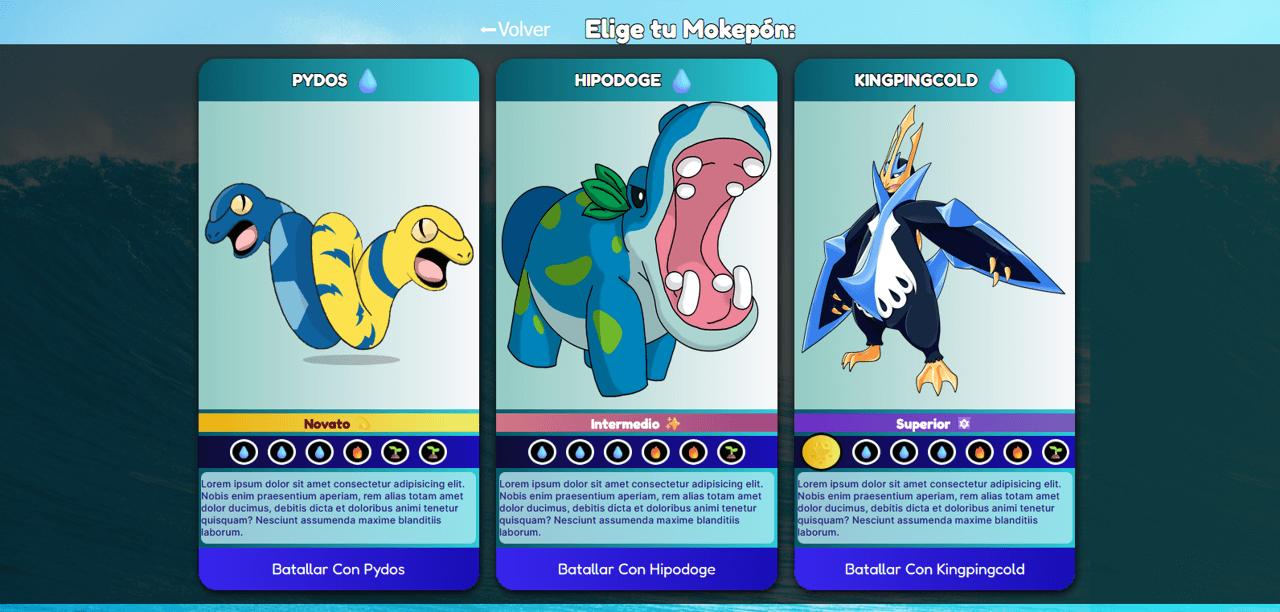 Volver
Elige tu Mokepón:
PYDOS
Novato
Lorem ipsum dolor sit amet consectetur adipisicing elit.
Nobis enim praesentium aperiam, rem alias totam amet
dolor ducimus, debitis dicta et doloribus animi tenetur
quisquam? Nesciunt assumenda maxime blanditiis
laborum.
Batallar Con Pydos
HIPODOGE
Intermedio
Lorem ipsum dolor sit amet consectetur adipisicing elit.
Nobis enim praesentium aperiam, rem alias totam amet
dolor ducimus, debitis dicta et doloribus animi tenetur
quisquam? Nesciunt assumenda maxime blanditiis
laborum.
Batallar Con Hipodoge
KINGPINGCOLD
Superior
Lorem ipsum dolor sit amet consectetur adipisicing elit.
Nobis enim praesentium aperiam, rem alias totam amet
dolor ducimus, debitis dicta et doloribus animi tenetur
quisquam? Nesciunt assumenda maxime blanditiis
laborum.
Batallar Con Kingpingcold